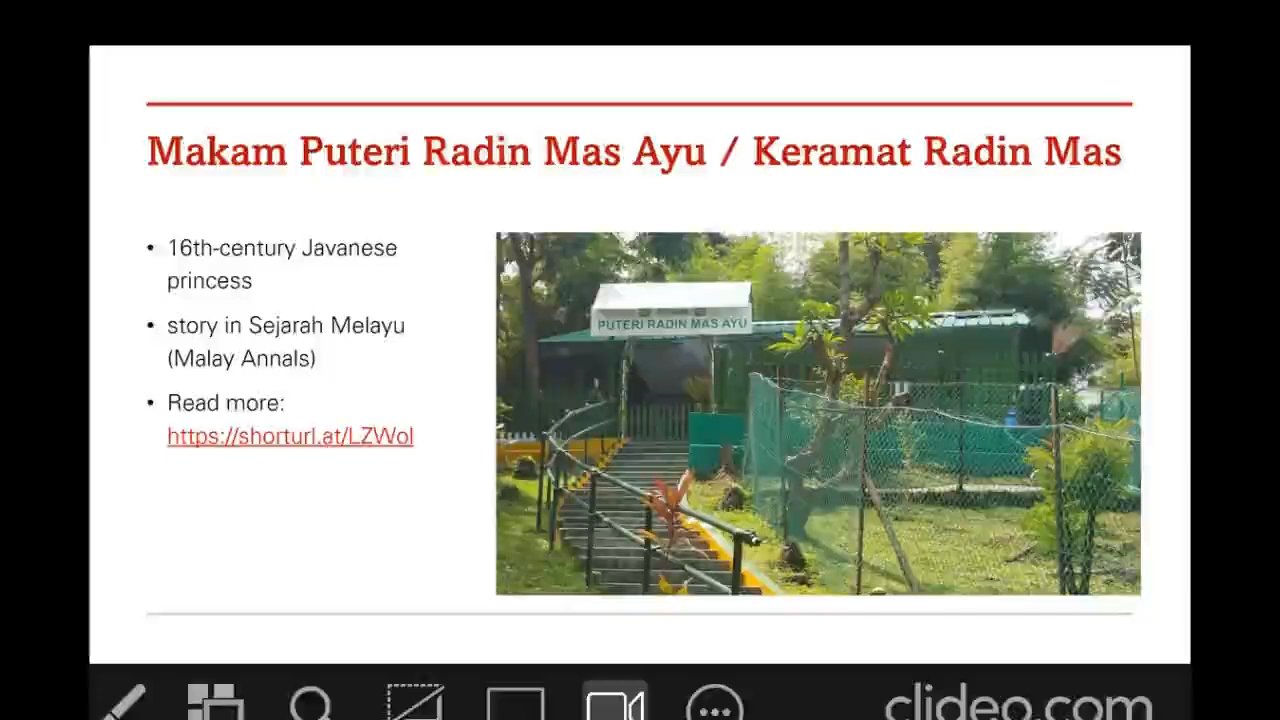 Makam Puteri Radin Mas Ayu / Keramat Radin Mas
• 16th-century Javanese
princess
• story in Sejarah Melayu
(Malay Annals)
• Read more:
https://shorturl.at/LZWol
PUTERI RADIN MAS AYU
clideo.com